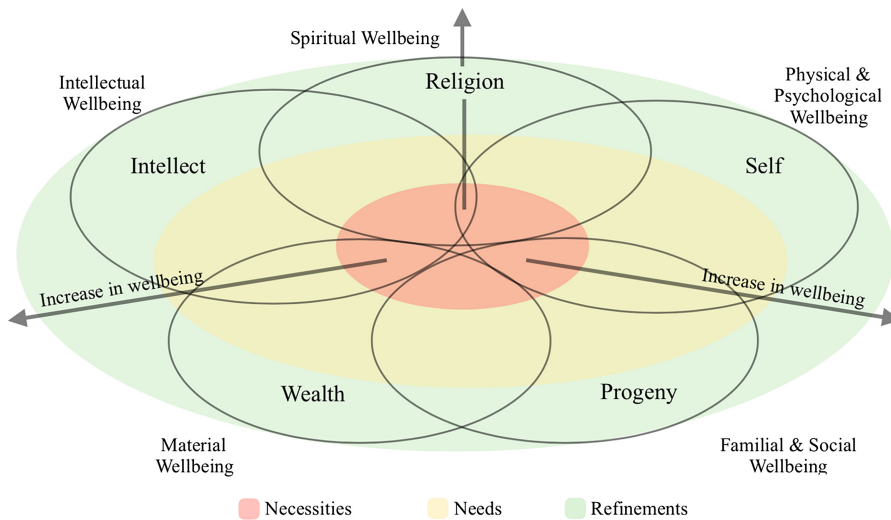 Spiritual Wellbeing
Religion
Intellectual
Wellbeing
Physical &
Psychological
Wellbeing
Intellect
Self
Increase in wellbeing
Increase in wellbeing
Wealth
Progeny
Material
Wellbeing
Familial & Social
Wellbeing
Necessities
Needs
Refinements